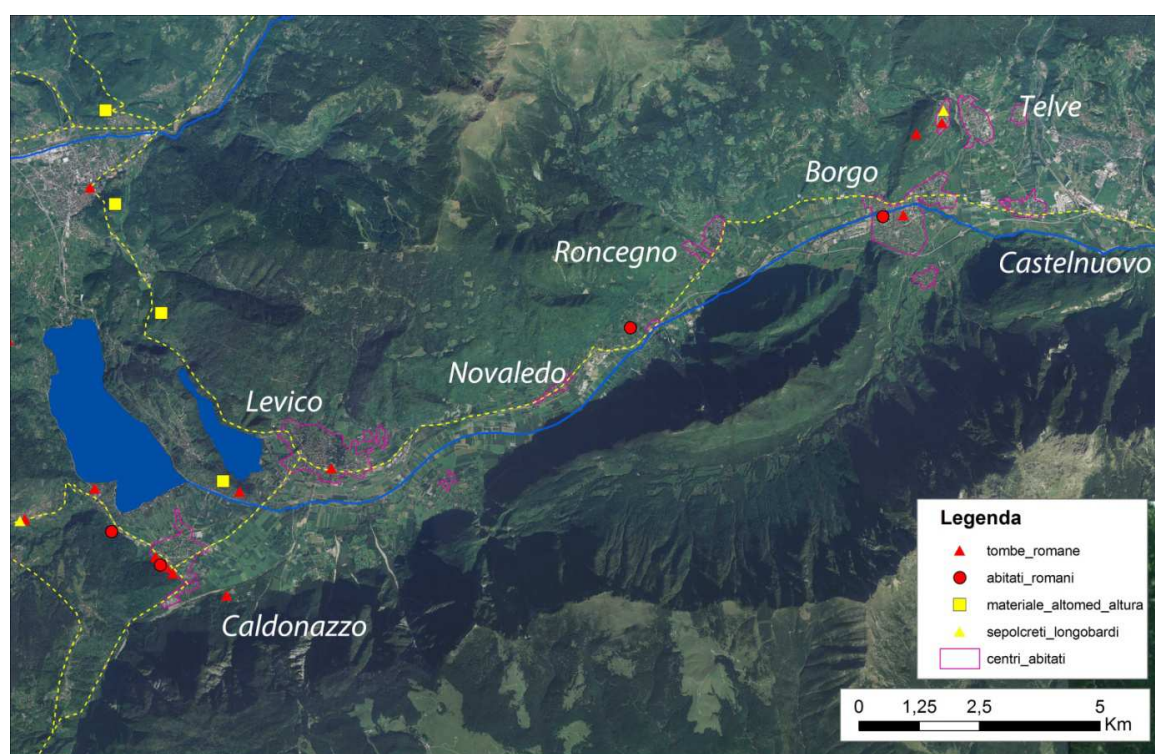 Telve
Borgo
Roncegno
Castelnuovo
Novaledo
Levico
Caldonazzo
Legenda
tombe_romane
abitati_romani
materiale_altomed_altura
sepolcreti_longobardi
centri_abitati
0 1,25 2,5 5
Km